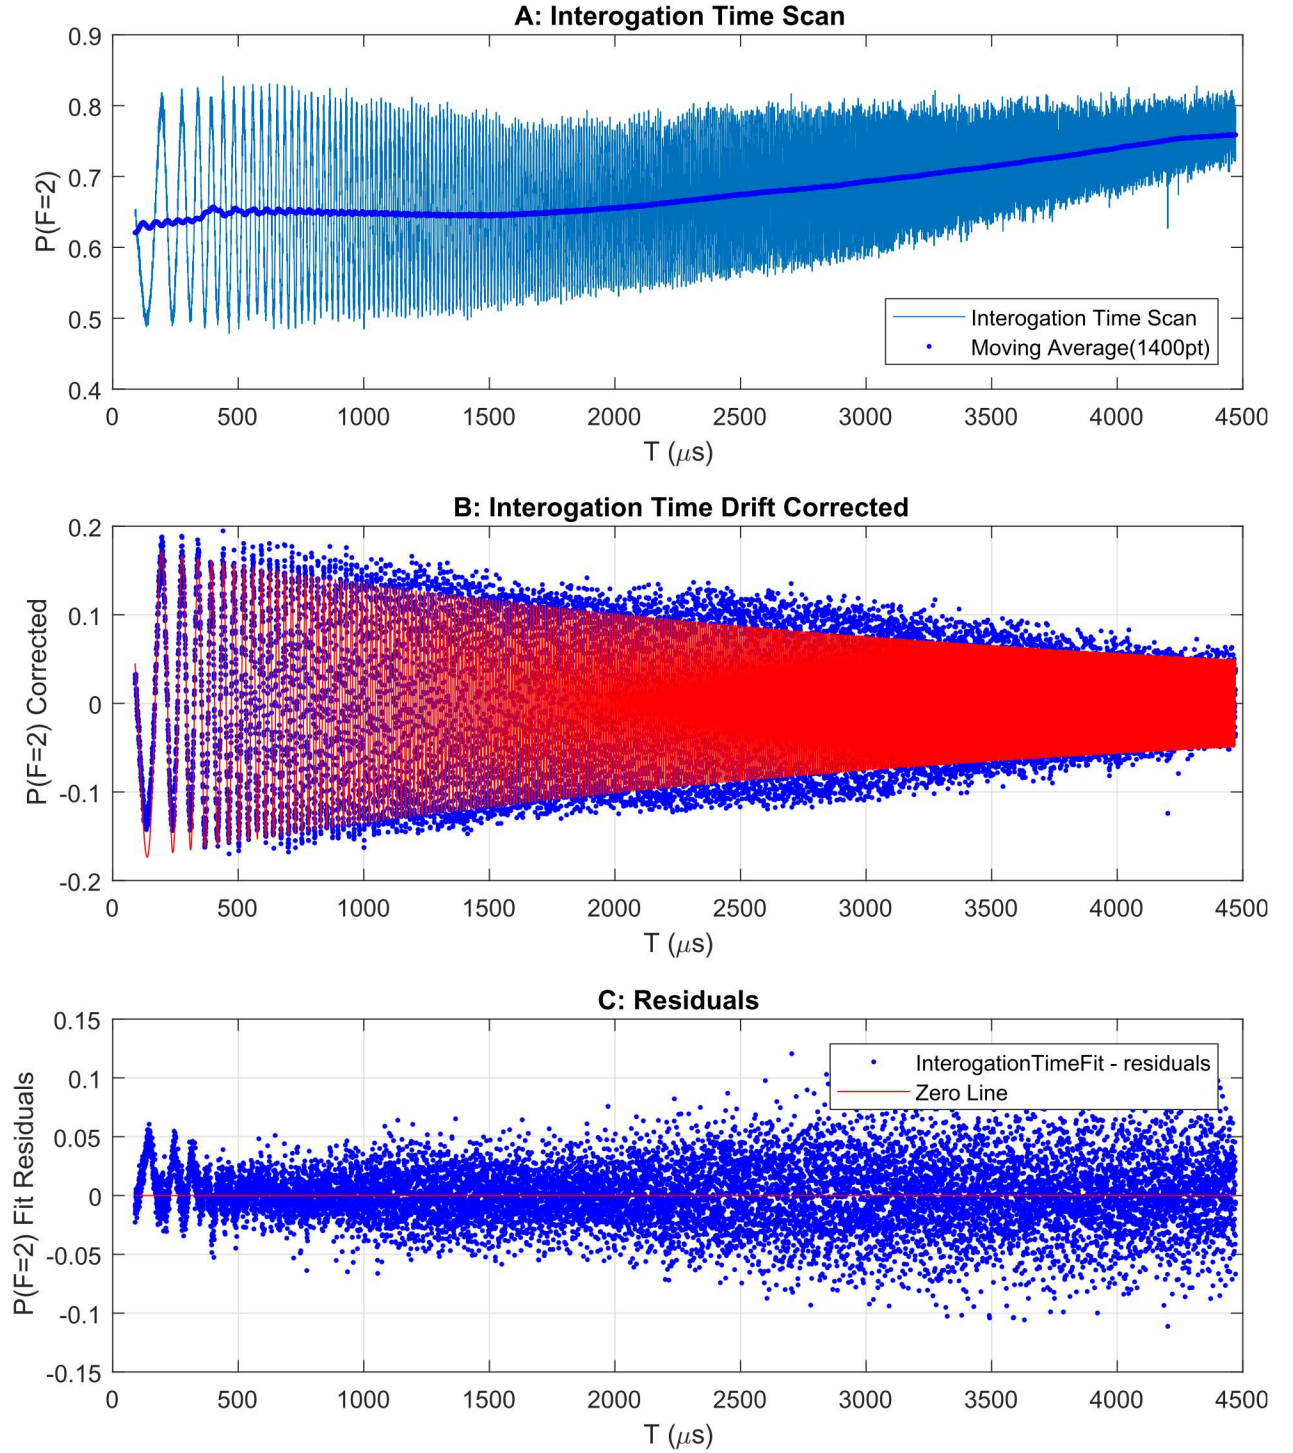 A: Interogation Time Scan
0.9
0.8
0.7
0.6
0.5
0.4
P(F=2)
Interogation Time Scan
Moving Average(1400pt)
0 500 1000 1500 2000 2500 3000 3500 4000 4500
T (μs)
B: Interogation Time Drift Corrected
0.2
0.1
0
-0.1
-0.2
P(F=2) Corrected
0 500 1000 1500 2000 2500 3000 3500 4000 4500
T (μs)
C: Residuals
0.15
0.1
0.05
0
-0.05
-0.1
-0.15
P(F=2) Fit Residuals
InterogationTimeFit - residuals
Zero Line
0 500 1000 1500 2000 2500 3000 3500 4000 4500
T (μs)